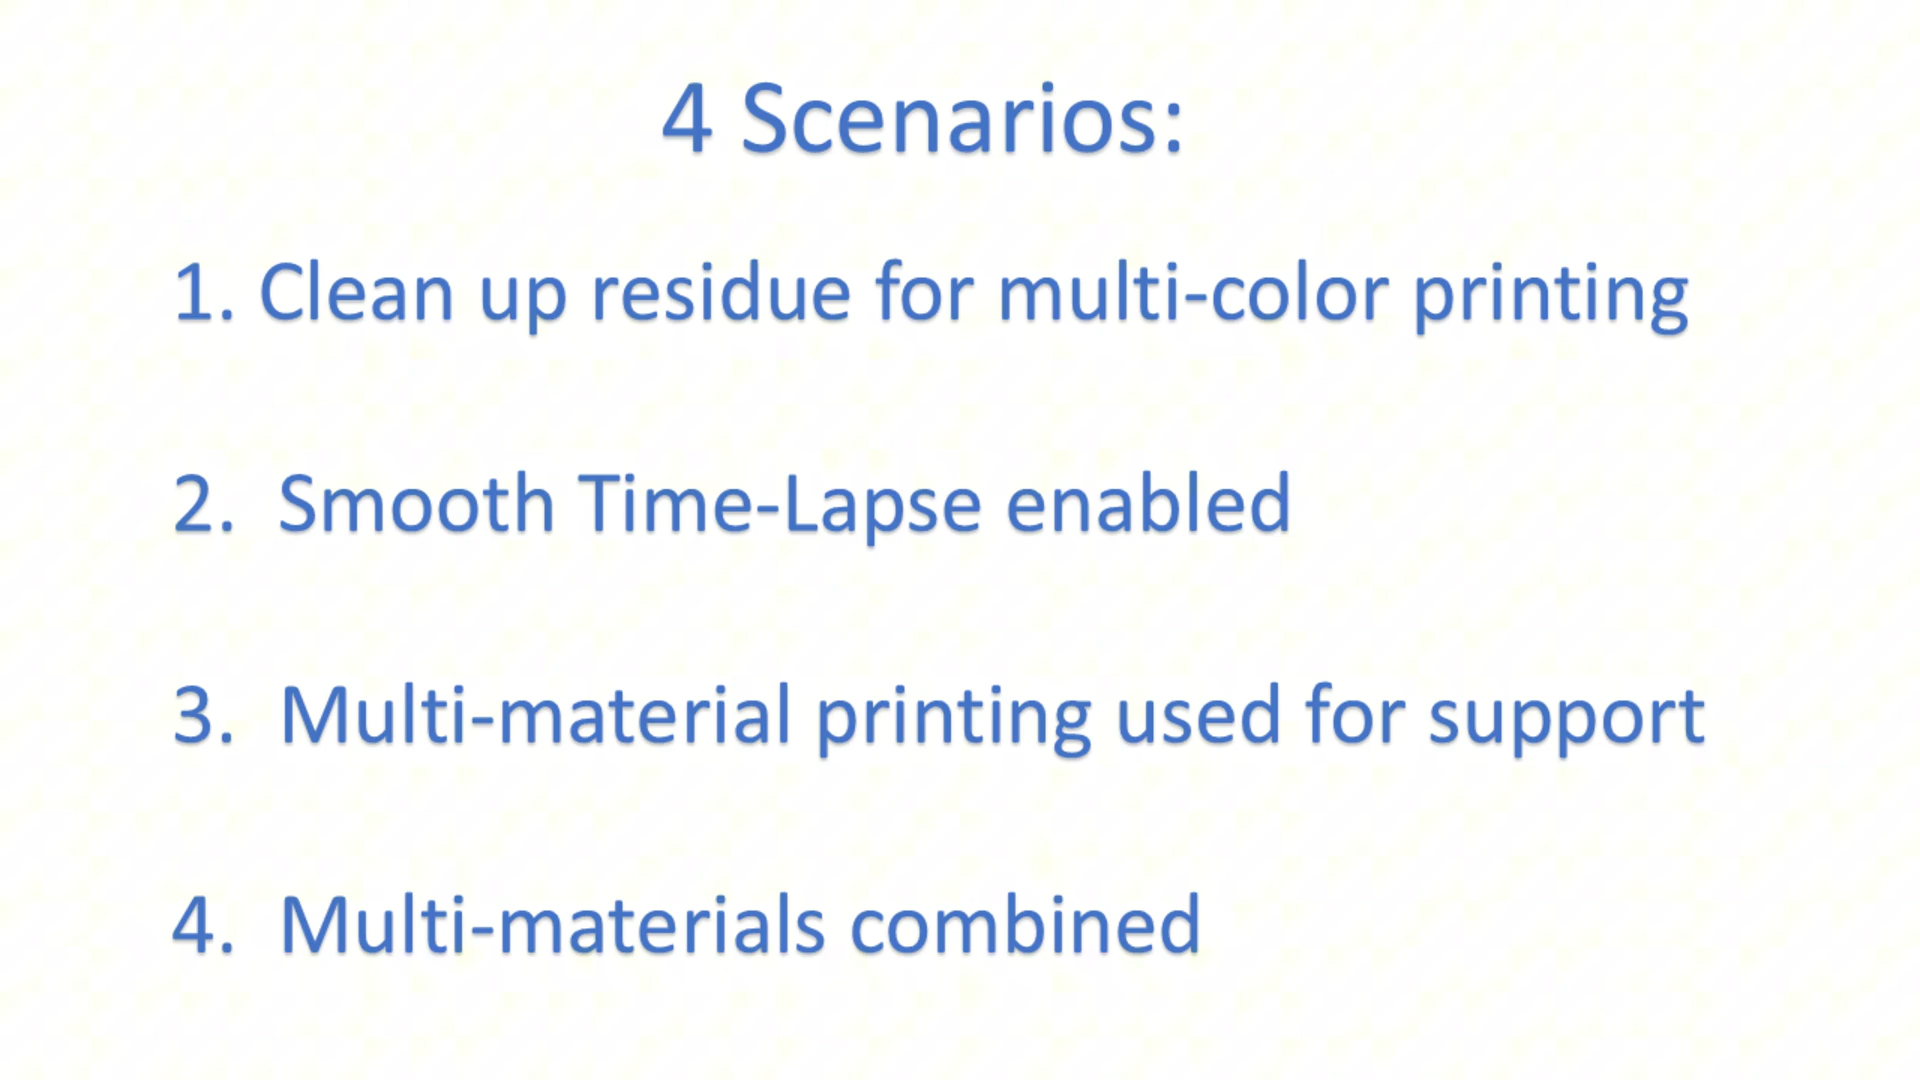 4 Scenarios:
1. Clean up residue for multi-color printing
2. Smooth Time-Lapse enabled
3. Multi-material printing used for support
4. Multi-materials combined